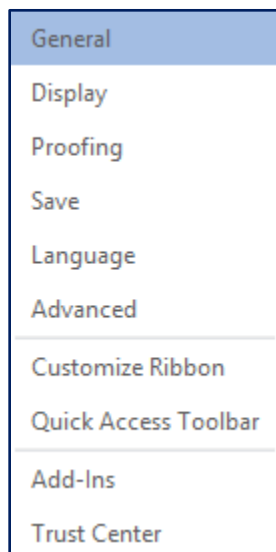 General
Display
Proofing
Save
Language
Advanced
Customize Ribbon
Quick Access Toolbar
Add-Ins
Trust Center